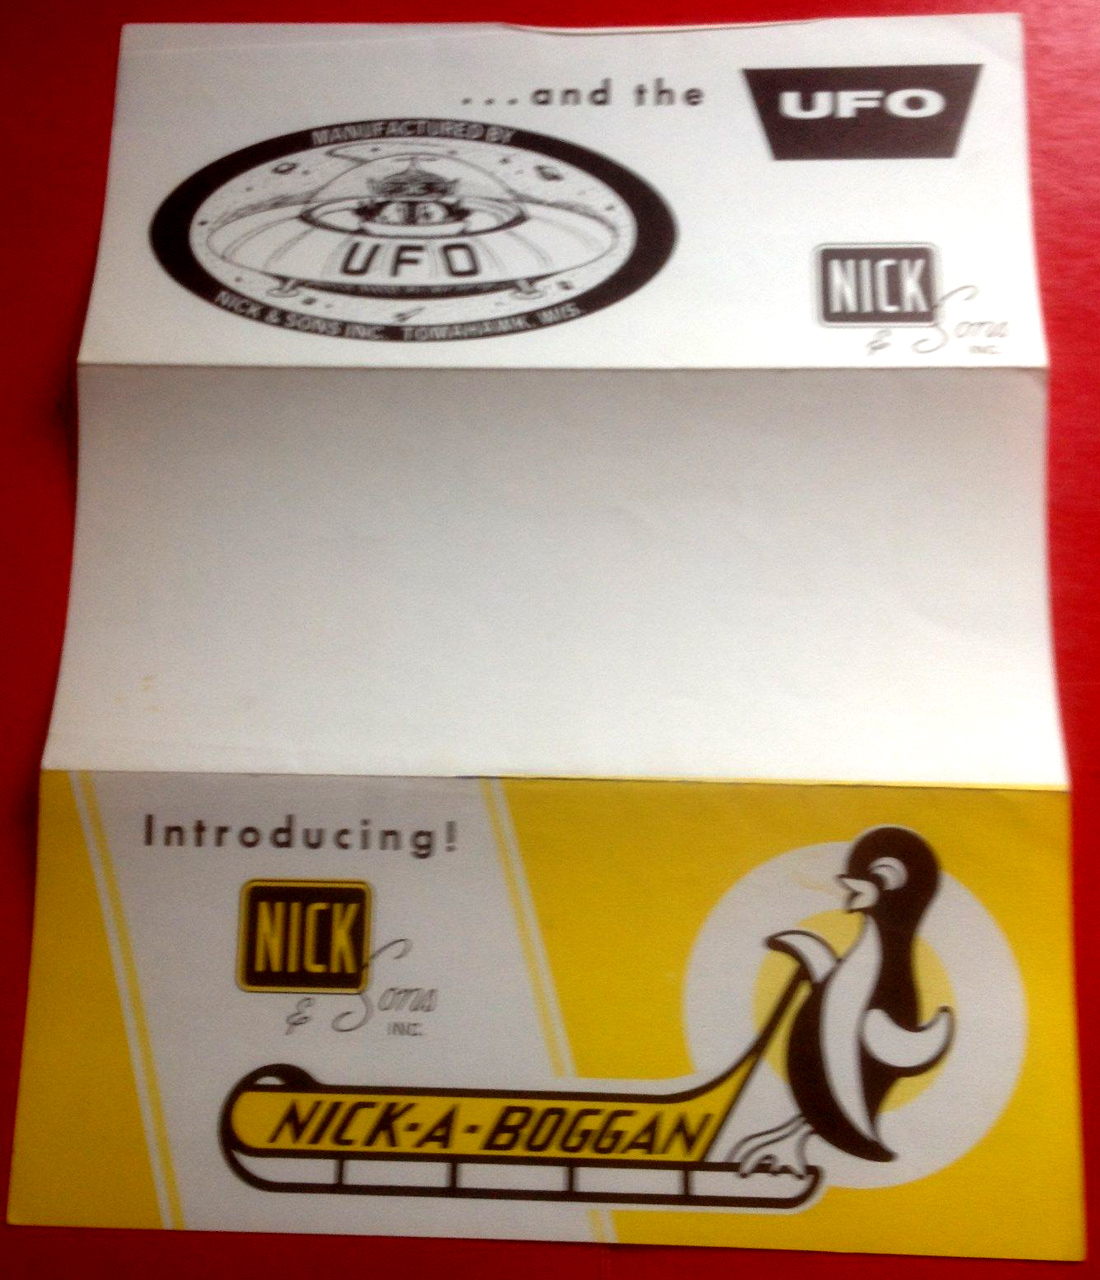 ...and the
UFO
MANUFACTURED BY
UFO
NICK & SONS INC. TOMAHAWK, WIS.
NICK
& Sons
INC.
Introducing!
NICK
& Sons
INC.
NICK-A-BOGGAN